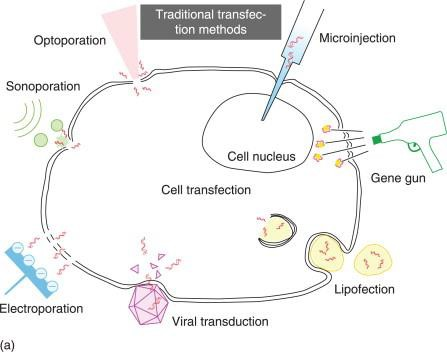 Traditional transfec-
tion methods
Optoporation
Microinjection
Sonoporation
Cell nucleus
Gene gun
Cell transfection
Lipofection
Electroporation
Viral transduction
(a)